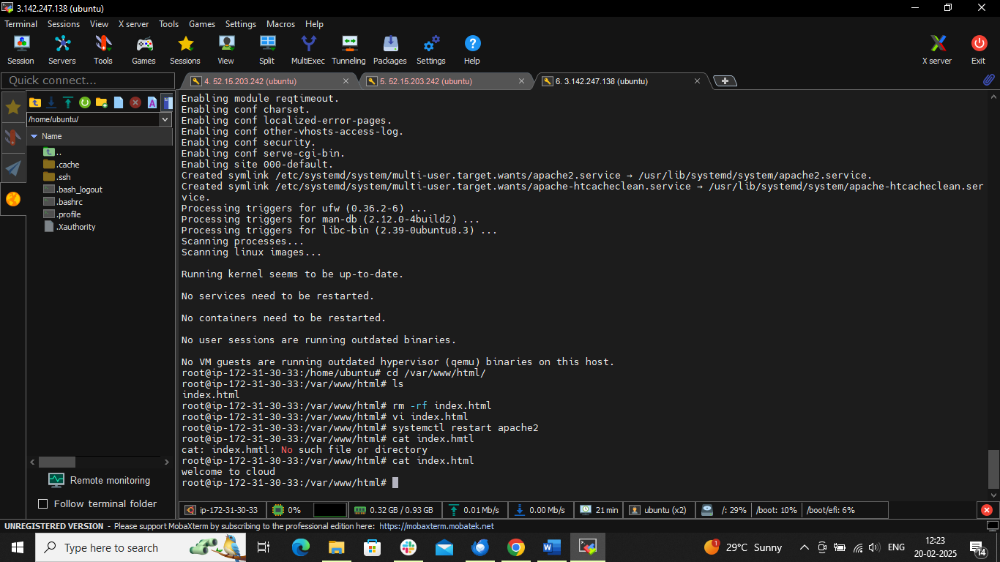 3.142.247.138 (ubuntu)
Terminal Sessions View X server Tools Games Settings Macros Help
Session Servers Tools Games Sessions View Split MultiExec Tunneling Packages Settings Help X server Exit
Quick connect...
4. 52.15.203.242 (ubuntu)
5. 52.15.203.242 (ubuntu)
6. 3.142.247.138 (ubuntu)
/home/ubuntu/
Name
..
.cache
.ssh
.bash_logout
.bashrc
.profile
.Xauthority
Remote monitoring
Follow terminal folder
Enabling module reqtimeout.
Enabling conf charset.
Enabling conf localized-error-pages.
Enabling conf other-vhosts-access-log.
Enabling conf security.
Enabling conf serve-cgi-bin.
Enabling site 000-default.
Created symlink /etc/systemd/system/multi-user.target.wants/apache2.service → /usr/lib/systemd/system/apache2.service.
Created symlink /etc/systemd/system/multi-user.target.wants/apache-htcacheclean.service → /usr/lib/systemd/system/apache-htcacheclean.ser
vice.
Processing triggers for ufw (0.36.2-6) ...
Processing triggers for man-db (2.12.0-4build2) ...
Processing triggers for libc-bin (2.39-0ubuntu8.3) ...
Scanning processes...
Scanning linux images...
Running kernel seems to be up-to-date.
No services need to be restarted.
No containers need to be restarted.
No user sessions are running outdated binaries.
No VM guests are running outdated hypervisor (qemu) binaries on this host.
root@ip-172-31-30-33:/home/ubuntu# cd /var/www/html/
root@ip-172-31-30-33:/var/www/html# ls
index.html
root@ip-172-31-30-33:/var/www/html# rm -rf index.html
root@ip-172-31-30-33:/var/www/html# vi index.html
root@ip-172-31-30-33:/var/www/html# systemctl restart apache2
root@ip-172-31-30-33:/var/www/html# cat index.hmtl
cat: index.hmtl: No such file or directory
root@ip-172-31-30-33:/var/www/html# cat index.html
welcome to cloud
root@ip-172-31-30-33:/var/www/html#
ip-172-31-30-33 0% 0.32 GB / 0.93 GB 0.01 Mb/s 0.00 Mb/s 21 min ubuntu (x2) /: 29% /boot: 10% /boot/efi: 6%
UNREGISTERED VERSION - Please support MobaXterm by subscribing to the professional edition here: https://mobaxterm.mobatek.net
Type here to search
1
29°C Sunny
ENG
12:23
20-02-2025
14